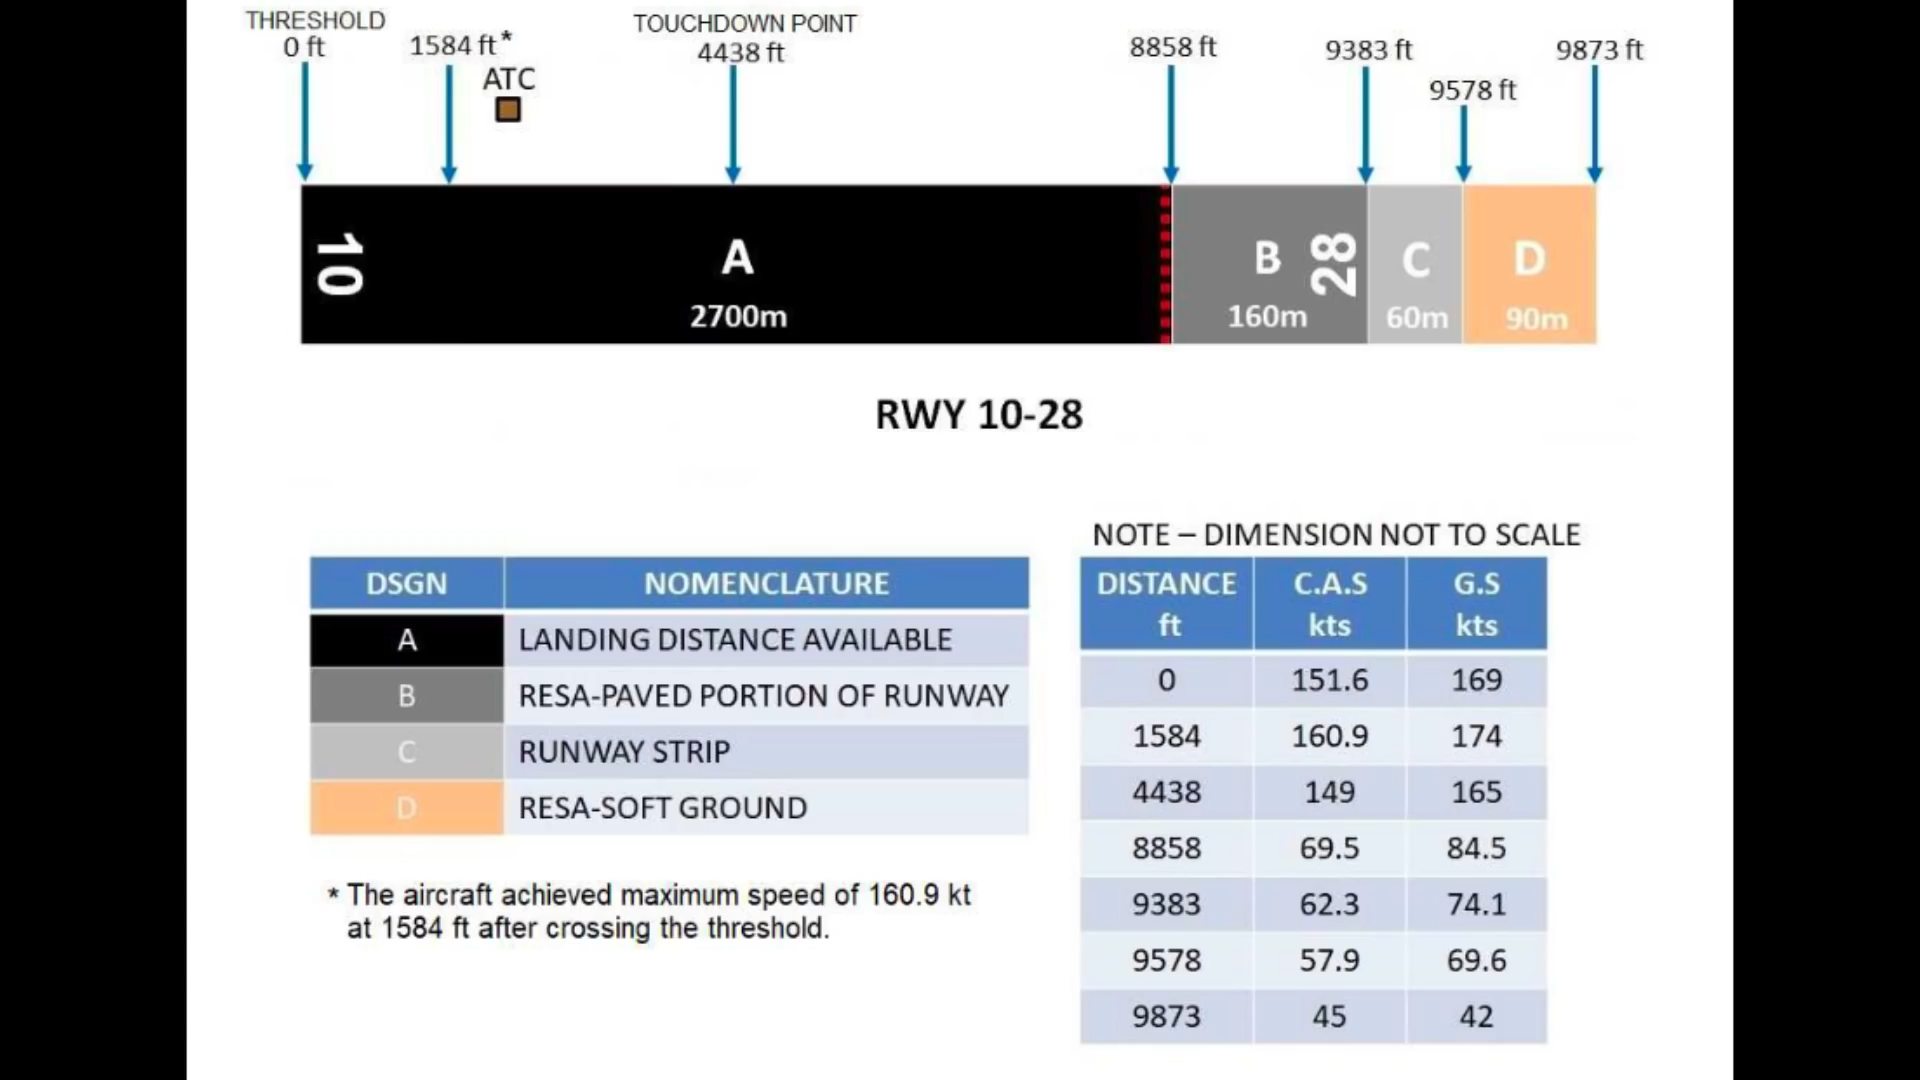 THRESHOLD
0 ft
1584 ft*
ATC
TOUCHDOWN POINT
4438 ft
8858 ft
9383 ft
9578 ft
9873 ft
10
A
2700m
B
160m
28
C
60m
D
90m
RWY 10-28
NOTE – DIMENSION NOT TO SCALE
DSGN NOMENCLATURE
A LANDING DISTANCE AVAILABLE
B RESA-PAVED PORTION OF RUNWAY
C RUNWAY STRIP
D RESA-SOFT GROUND
* The aircraft achieved maximum speed of 160.9 kt
at 1584 ft after crossing the threshold.
DISTANCE C.A.S G.S
ft kts kts
0 151.6 169
1584 160.9 174
4438 149 165
8858 69.5 84.5
9383 62.3 74.1
9578 57.9 69.6
9873 45 42